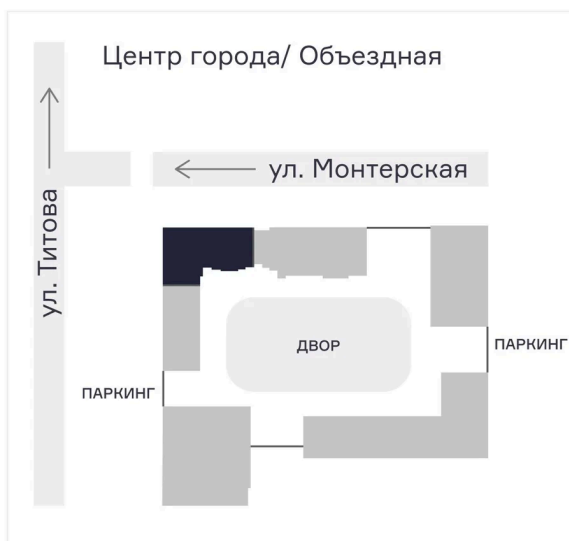 Центр города/ Объездная
ул. Монтерская
ул. Титова
ДВОР
ПАРКИНГ
ПАРКИНГ